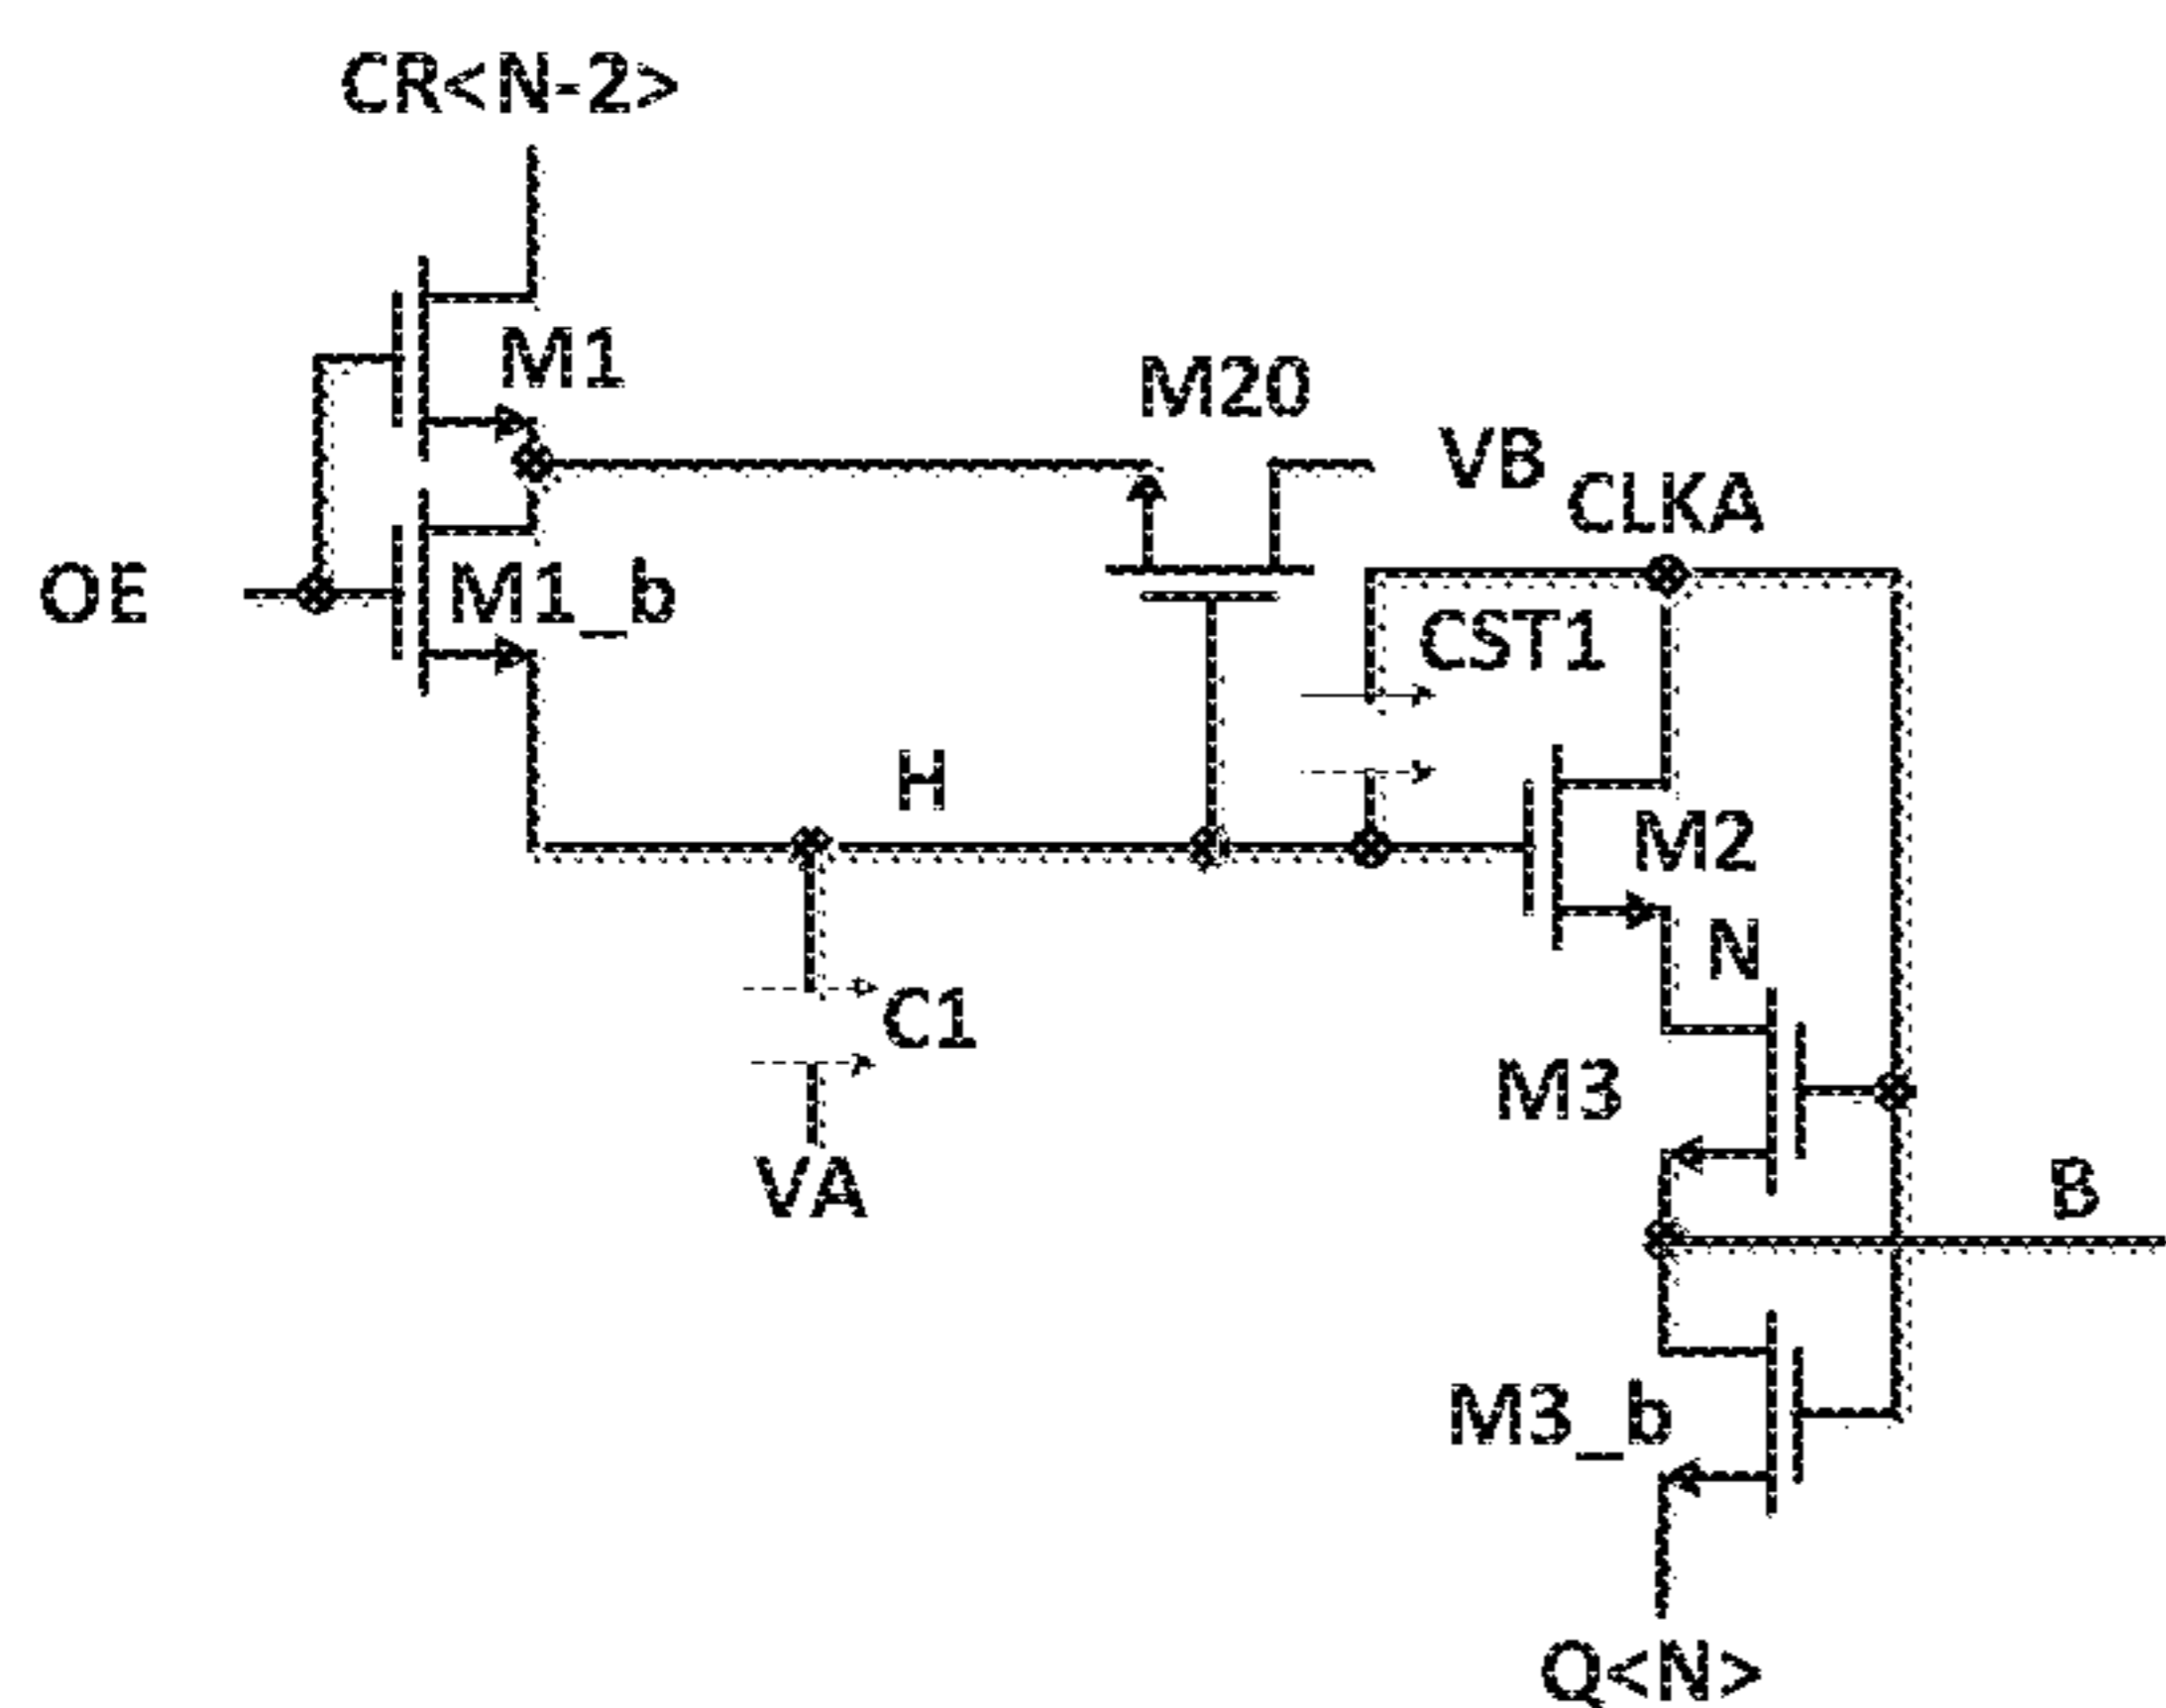 CR<N-2>
M1
M20
VB
CLKA
OE
M1_b
CST1
H
M2
N
C1
M3
VA
B
M3_b
Q<N>